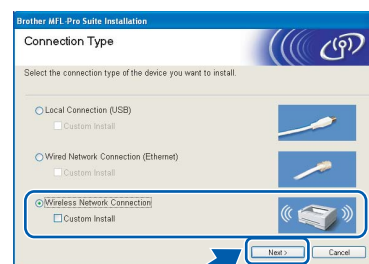 Brother MFL-Pro Suite Installation
Connection Type
Select the connection type of the device you want to install.
Local Connection (USB)
Custom Install
Wired Network Connection (Ethernet)
Custom Install
Wireless Network Connection
Custom Install
Next > Cancel